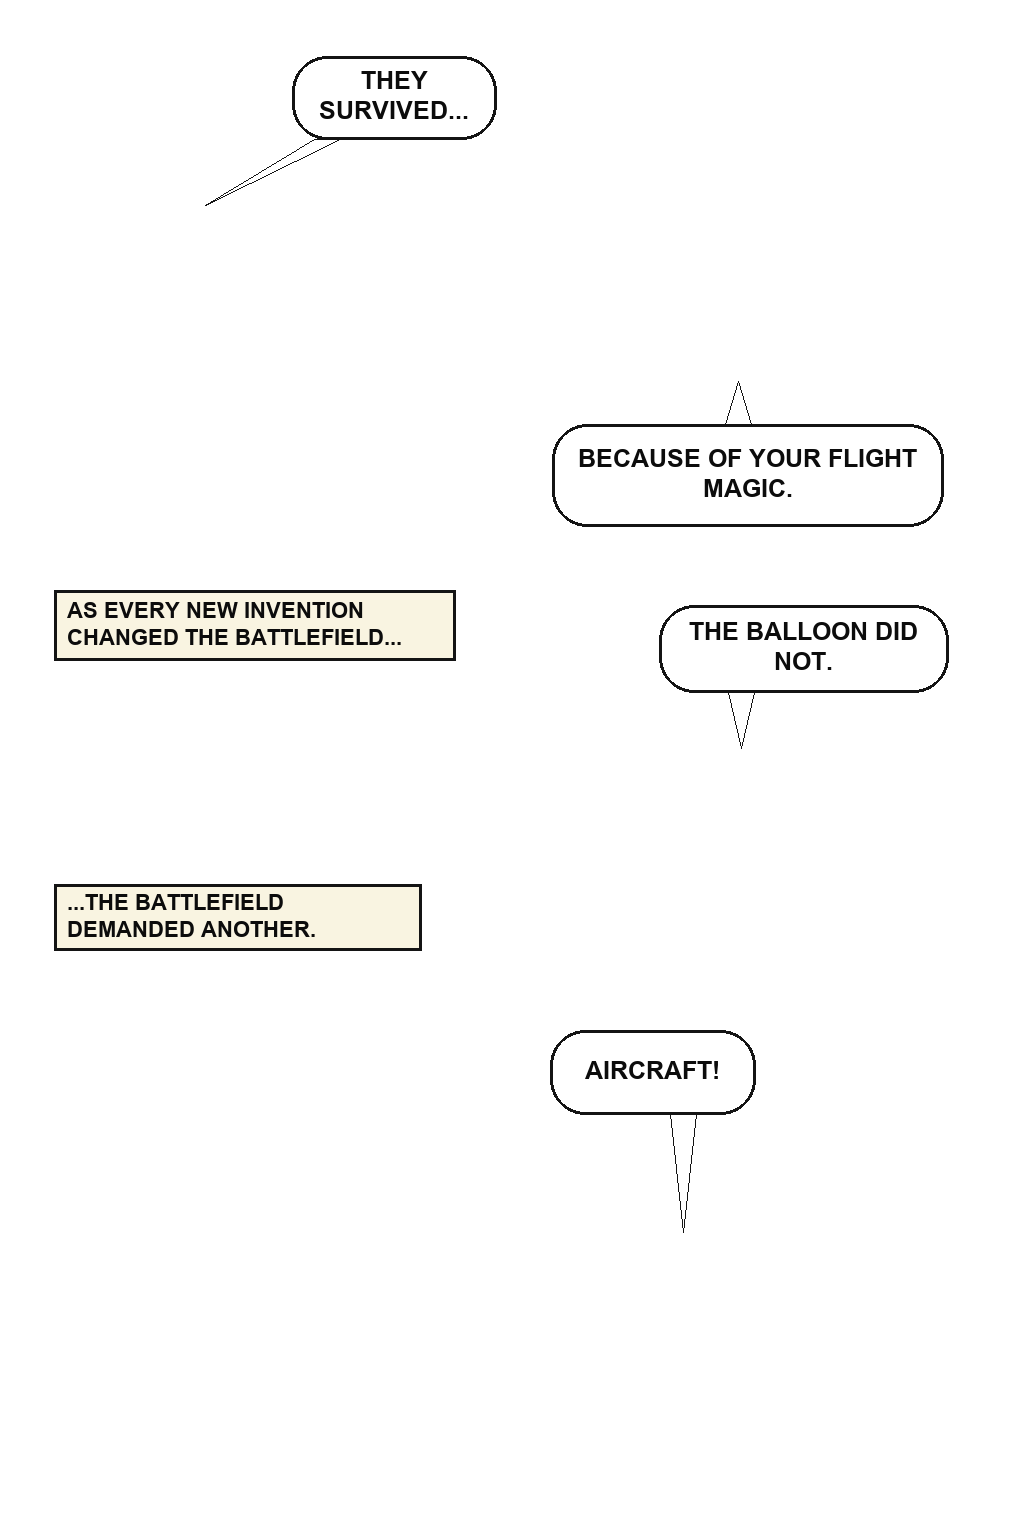 THEY
SURVIVED...
BECAUSE OF YOUR FLIGHT
MAGIC.
AS EVERY NEW INVENTION
CHANGED THE BATTLEFIELD...
THE BALLOON DID
NOT.
...THE BATTLEFIELD
DEMANDED ANOTHER.
AIRCRAFT!